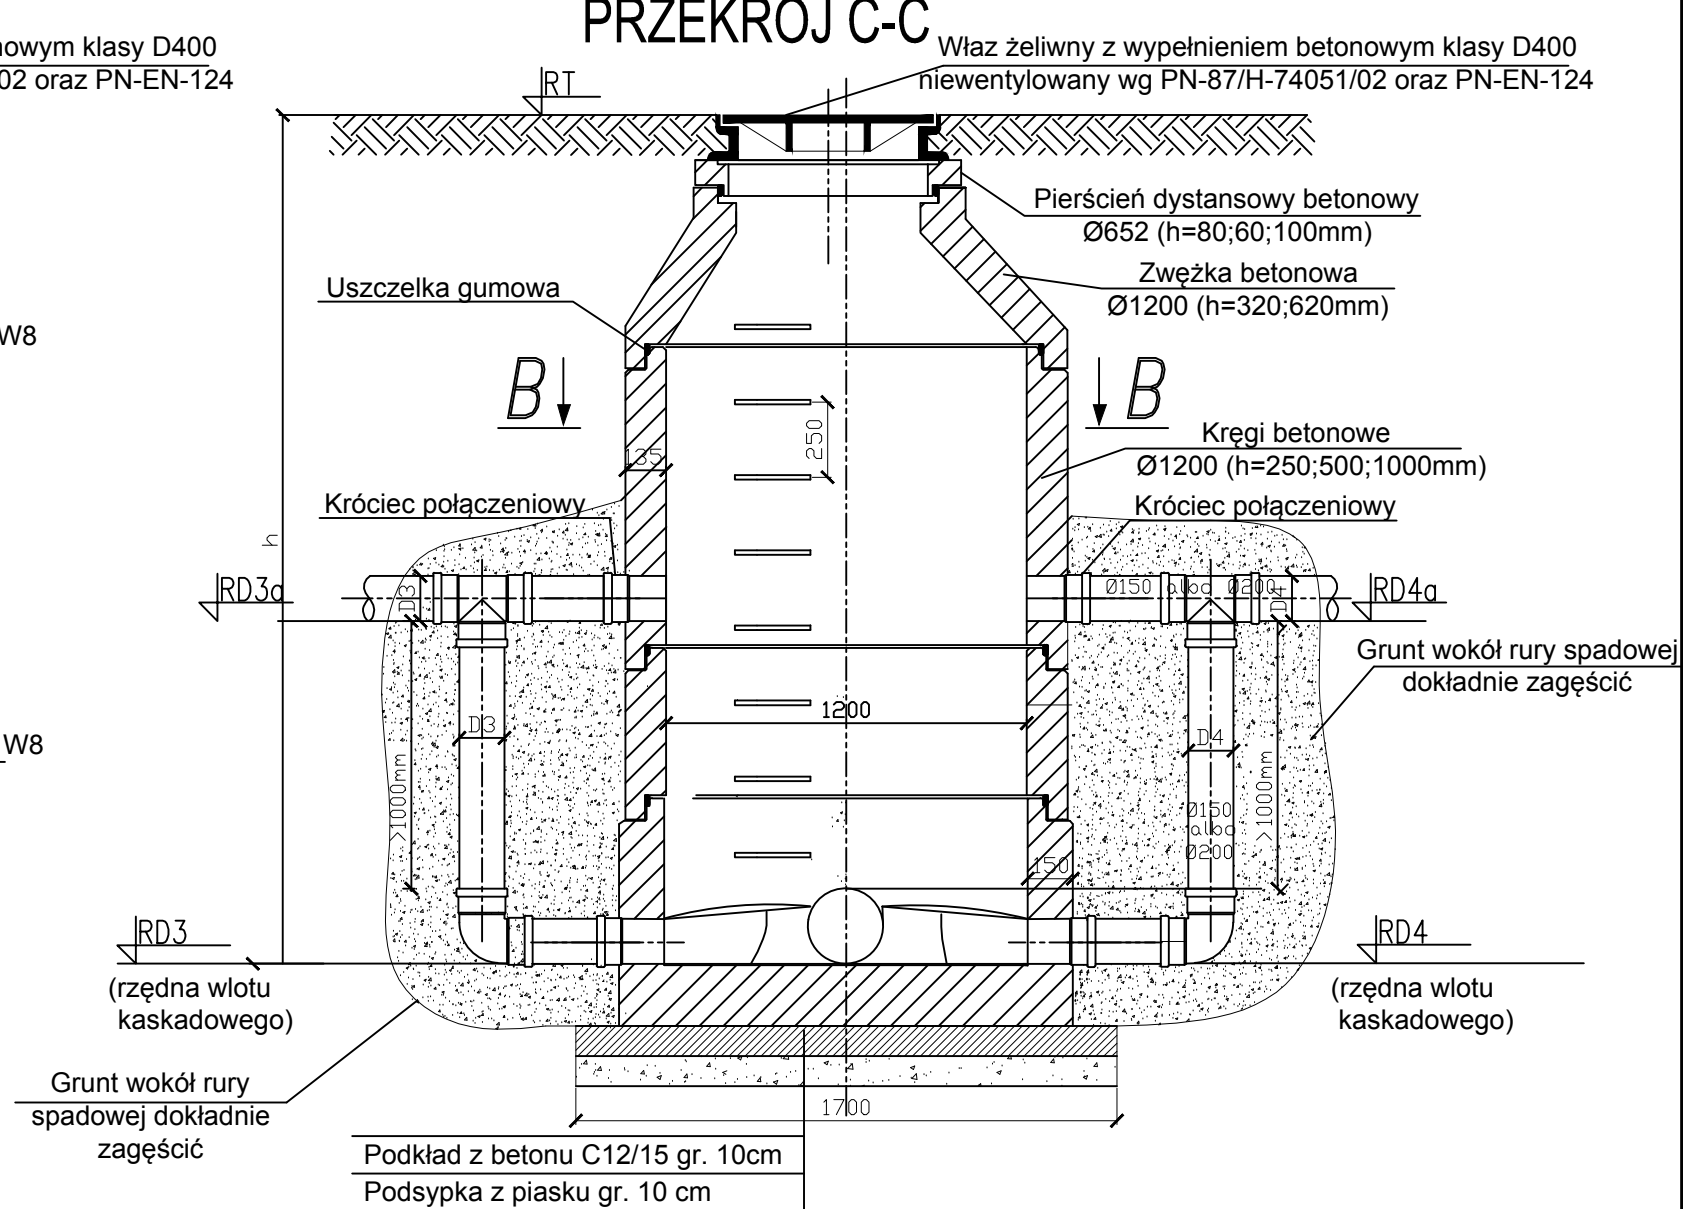 PRZEKRÓJ C-C
nowym klasy D400
02 oraz PN-EN-124
Właz żeliwny z wypełnieniem betonowym klasy D400
niewentylowany wg PN-87/H-74051/02 oraz PN-EN-124
RT
Pierścień dystansowy betonowy
Ø652 (h=80;60;100mm)
Zwężka betonowa
Ø1200 (h=320;620mm)
Uszczelka gumowa
W8
B
B
250
135
Kręgi betonowe
Ø1200 (h=250;500;1000mm)
Króciec połączeniowy
Króciec połączeniowy
h
RD3a
D3
Ø150 albo Ø200
D4
RD4a
Grunt wokół rury spadowej
dokładnie zagęścić
1200
D3
D4
W8
>1000mm
Ø150
albo
Ø200
>1000mm
150
RD3
(rzędna wlotu
kaskadowego)
RD4
(rzędna wlotu
kaskadowego)
Grunt wokół rury
spadowej dokładnie
zagęścić
1700
Podkład z betonu C12/15 gr. 10cm
Podsypka z piasku gr. 10 cm